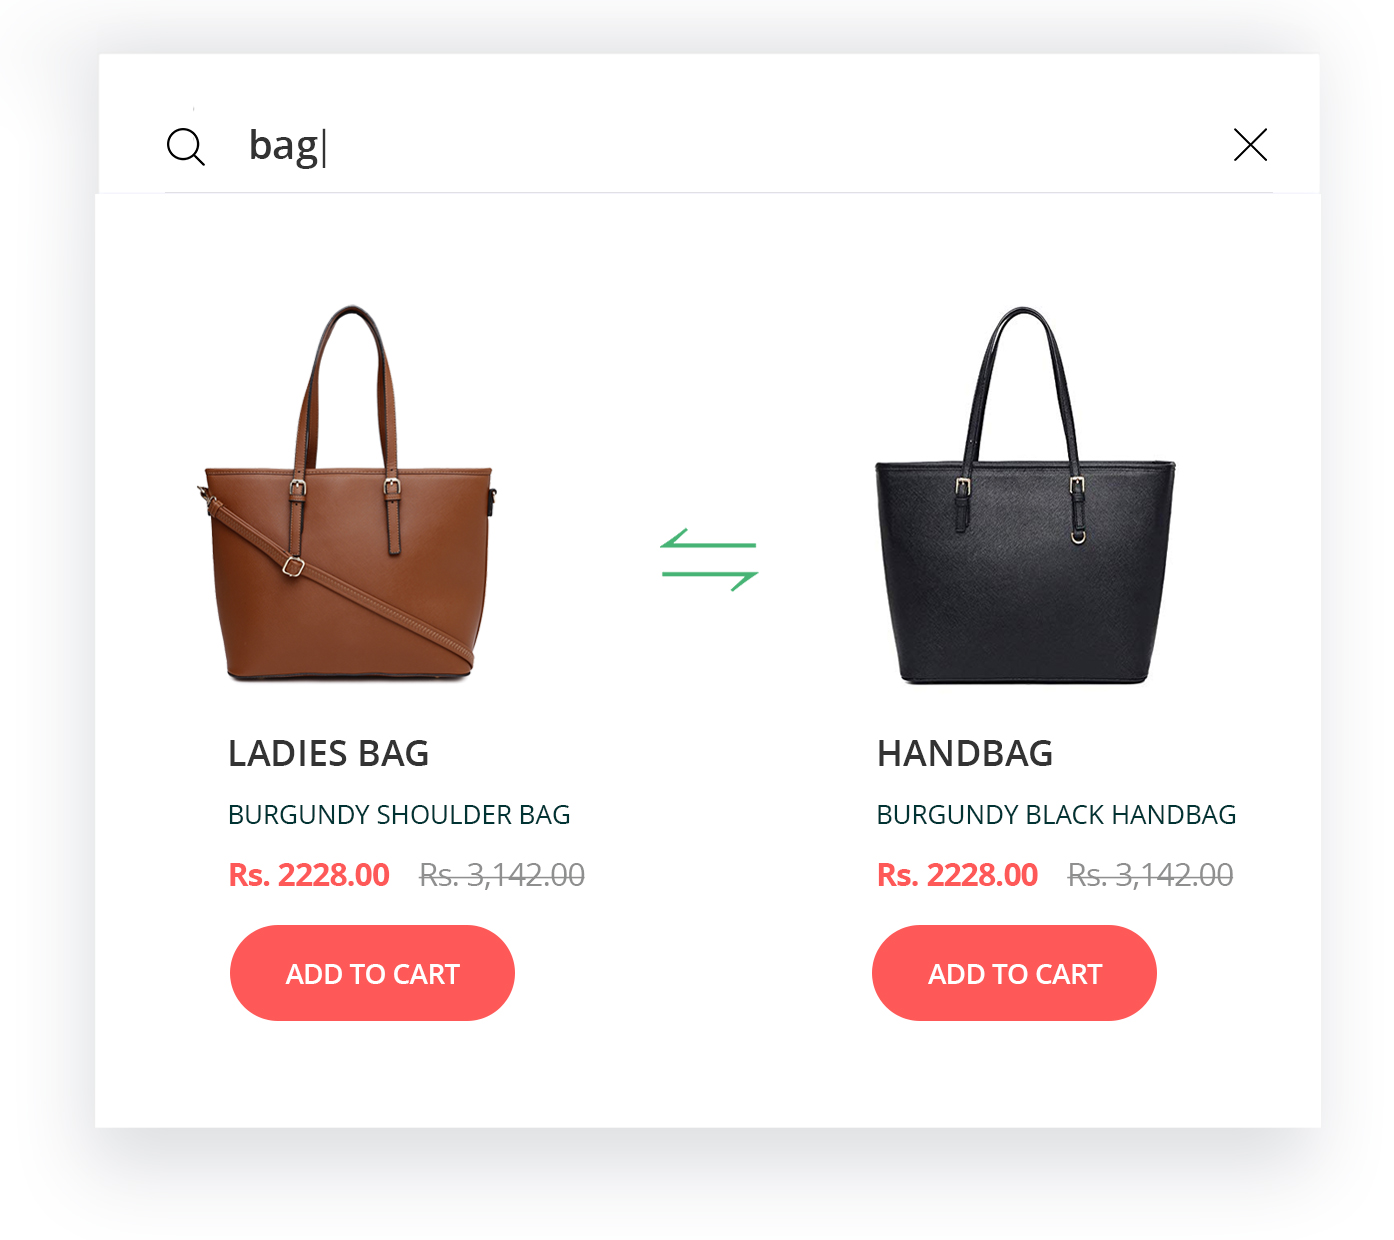 bag
LADIES BAG
BURGUNDY SHOULDER BAG
Rs. 2228.00 Rs. 3,142.00
ADD TO CART
HANDBAG
BURGUNDY BLACK HANDBAG
Rs. 2228.00 Rs. 3,142.00
ADD TO CART